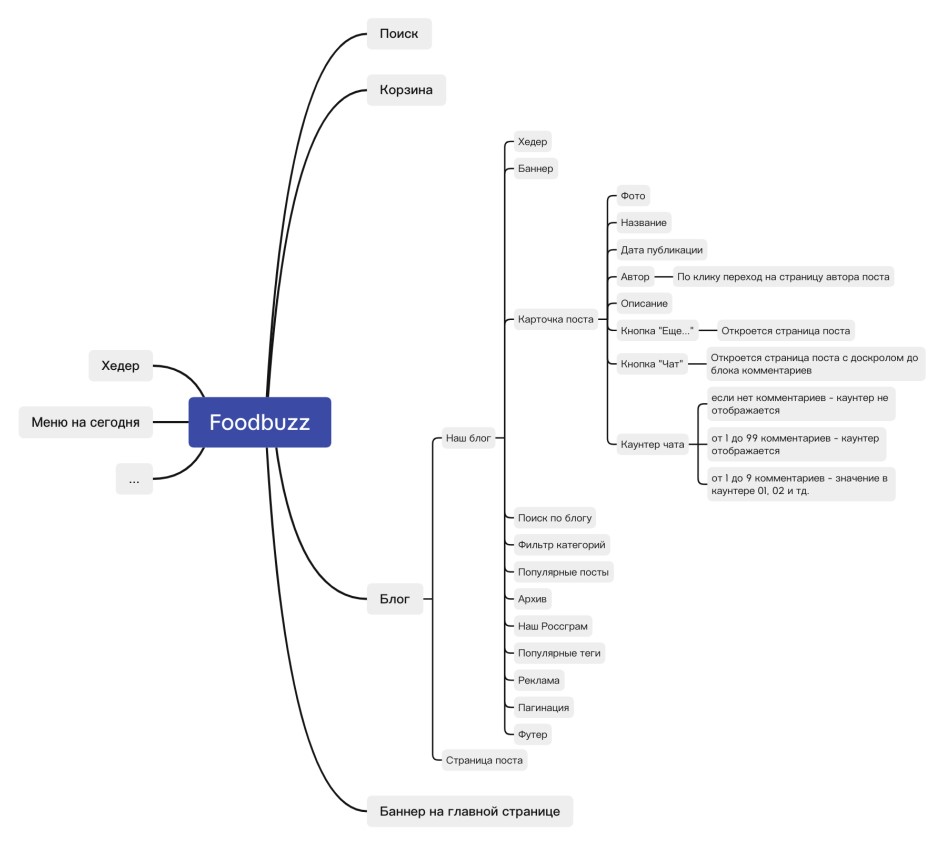 Поиск
Корзина
Хедер
Баннер
Фото
Название
Дата публикации
Автор
По клику переход на страницу автора поста
Описание
Карточка поста
Кнопка "Еще..."
Откроется страница поста
Кнопка "Чат"
Откроется страница поста с доскролом до
блока комментариев
если нет комментариев - каунтер не
отображается
от 1 до 99 комментариев - каунтер
отображается
Каунтер чата
от 1 до 9 комментариев - значение в
каунтере 01, 02 и тд.
Хедер
Меню на сегодня
...
Foodbuzz
Наш блог
Поиск по блогу
Фильтр категорий
Популярные посты
Архив
Блог
Наш Россграм
Популярные теги
Реклама
Пагинация
Футер
Страница поста
Баннер на главной странице